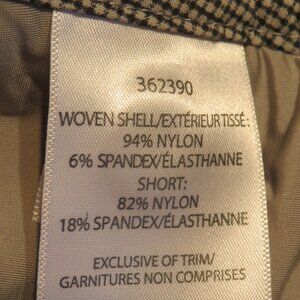 362390
WOVEN SHELL/EXTÉRIEUR TISSÉ:
94% NYLON
6% SPANDEX/ÉLASTHANNE
SHORT:
82% NYLON
18% SPANDEX/ÉLASTHANNE
EXCLUSIVE OF TRIM/
GARNITURES NON COMPRISES